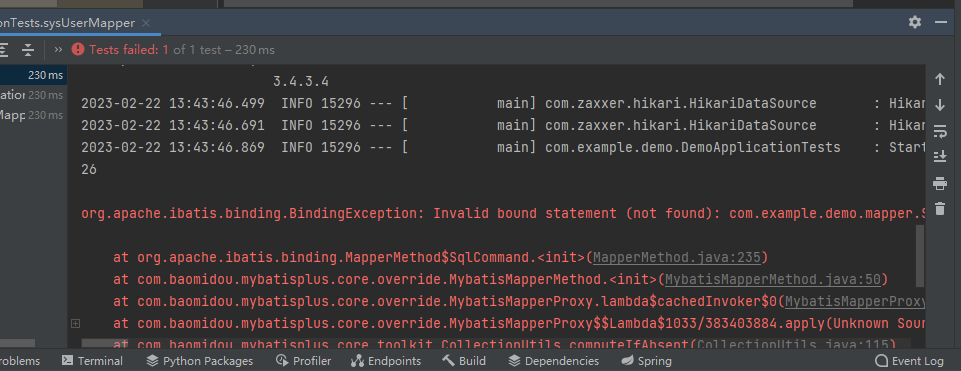 onTests.sysUserMapper ×
» Tests failed: 1 of 1 test – 230 ms
230 ms
3.4.3.4
ation 230 ms
2023-02-22 13:43:46.499  INFO 15296 --- [           main] com.zaxxer.hikari.HikariDataSource       : Hikar
Mapp 230 ms
2023-02-22 13:43:46.691  INFO 15296 --- [           main] com.zaxxer.hikari.HikariDataSource       : Hikar
2023-02-22 13:43:46.869  INFO 15296 --- [           main] com.example.demo.DemoApplicationTests    : Start
26
org.apache.ibatis.binding.BindingException: Invalid bound statement (not found): com.example.demo.mapper.S
at org.apache.ibatis.binding.MapperMethod$SqlCommand.<init>(MapperMethod.java:235)
at com.baomidou.mybatisplus.core.override.MybatisMapperMethod.<init>(MybatisMapperMethod.java:50)
at com.baomidou.mybatisplus.core.override.MybatisMapperProxy.lambda$cachedInvoker$0(MybatisMapperProxy
at com.baomidou.mybatisplus.core.override.MybatisMapperProxy$$Lambda$1033/383403884.apply(Unknown Sour
at com.baomidou.mybatisplus.core.toolkit.CollectionUtils.computeIfAbsent(CollectionUtils.java:115)
roblems Terminal Python Packages Profiler Endpoints Build Dependencies Spring Event Log